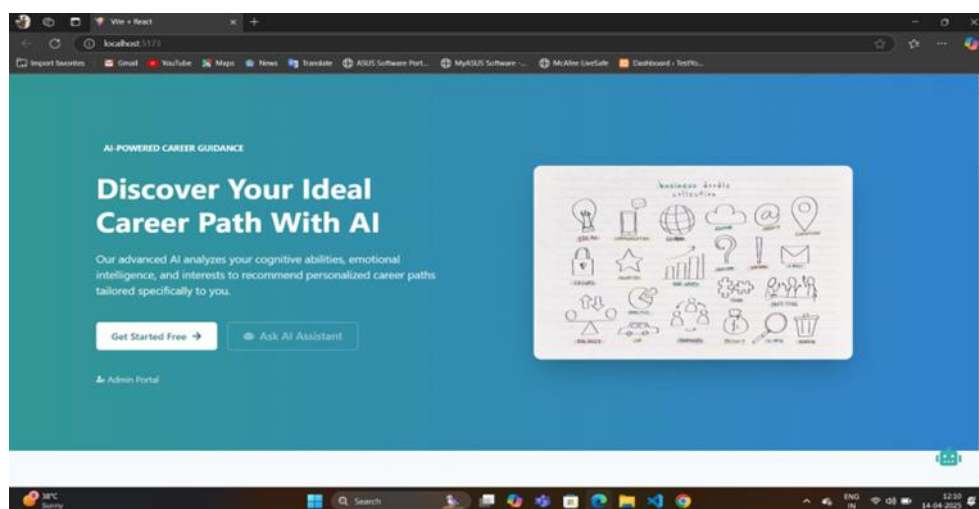 Vite + React
localhost:5173
Import favorites
Gmail
YouTube
Maps
News
Translate
ASUS Software Port...
MyASUS Software -...
McAfee LiveSafe
Dashboard - TestYo...
AI-POWERED CAREER GUIDANCE
Discover Your Ideal
Career Path With AI
Our advanced AI analyzes your cognitive abilities, emotional
intelligence, and interests to recommend personalized career paths
tailored specifically to you.
Get Started Free →
Ask AI Assistant
Admin Portal
business doodle
collection
38°C
Sunny
Search
ENG
IN
12:10
14-04-2025